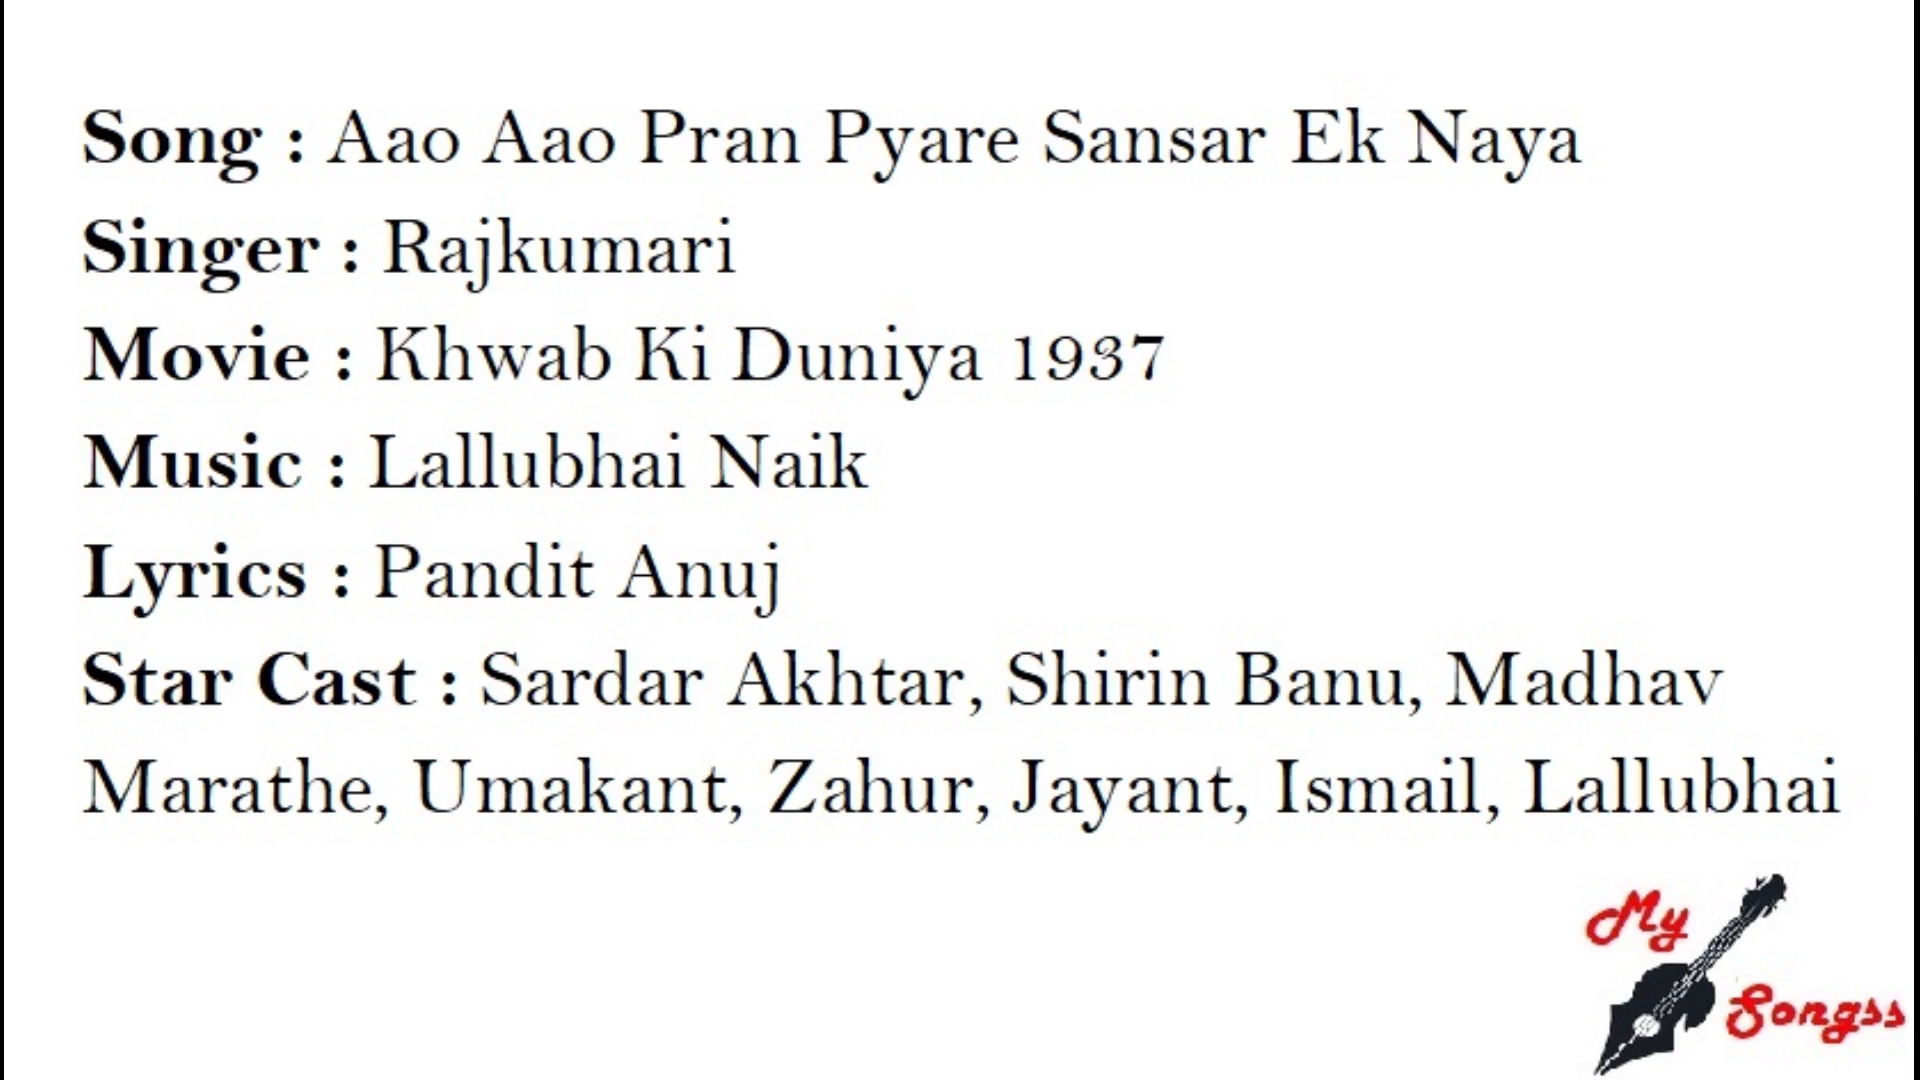 Song : Aao Aao Pran Pyare Sansar Ek Naya
Singer : Rajkumari
Movie : Khwab Ki Duniya 1937
Music : Lallubhai Naik
Lyrics : Pandit Anuj
Star Cast : Sardar Akhtar, Shirin Banu, Madhav
Marathe, Umakant, Zahur, Jayant, Ismail, Lallubhai
My
Songss